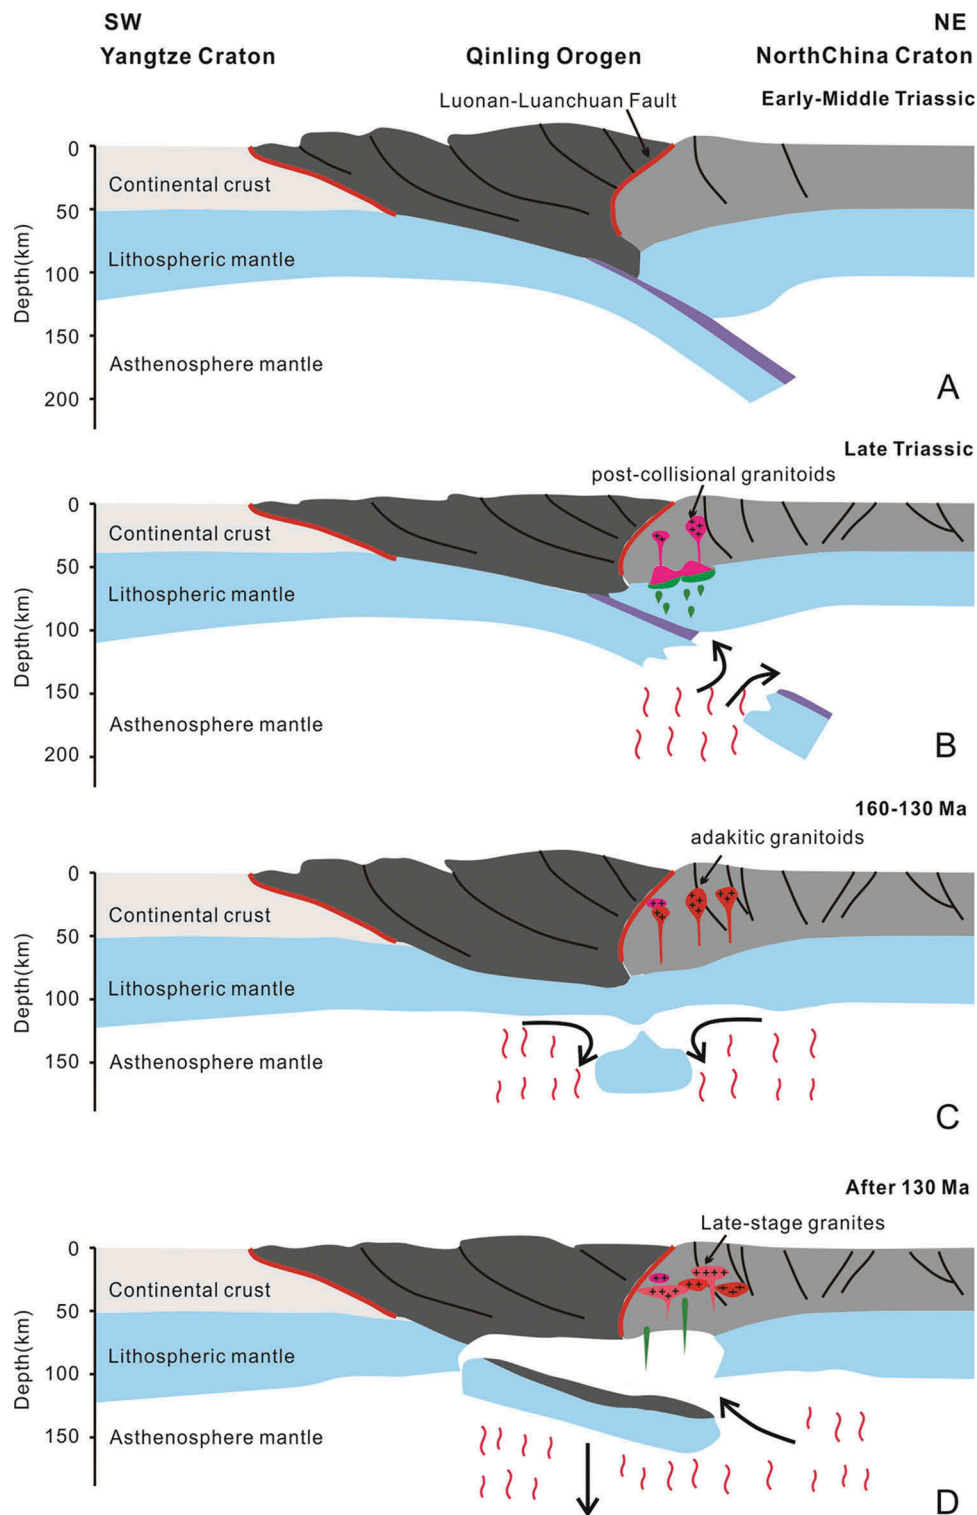 SW
NE
Yangtze Craton
Qinling Orogen
NorthChina Craton
Luonan-Luanchuan Fault
Early-Middle Triassic
0
Continental crust
50
Lithospheric mantle
100
150
Asthenosphere mantle
200
Depth(km)
A
Late Triassic
post-collisional granitoids
0
Continental crust
50
Lithospheric mantle
100
150
Asthenosphere mantle
200
Depth(km)
B
160-130 Ma
adakitic granitoids
0
Continental crust
50
Lithospheric mantle
100
150
Asthenosphere mantle
Depth(km)
C
After 130 Ma
Late-stage granites
0
Continental crust
50
Lithospheric mantle
100
150
Asthenosphere mantle
Depth(km)
D